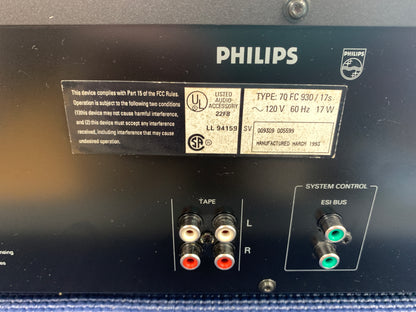 PHILIPS
PHILIPS
This device complies with Part 15 of the FCC Rules.
Operation is subject to the following two conditions
(1)this device may not cause harmful interference,
and (2) this device must accept any interference
received, including interference that may cause
undesired operation.
UL
LISTED
AUDIO
ACCESSORY
22F8
LL 94159
SA
TYPE: 70 FC 930 / 17s
~ 120 V 60 Hz 17 W
SV
009309 005599
MANUFACTURED MARCH 1993
SYSTEM CONTROL
TAPE
ESI BUS
L
R